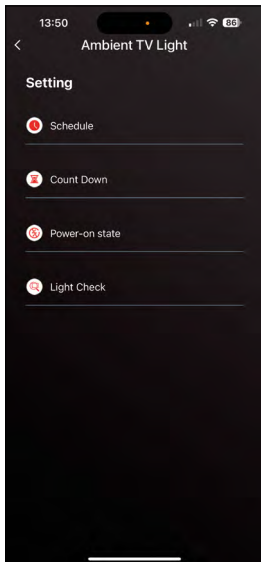 13:50
86
Ambient TV Light
Setting
Schedule
Count Down
Power-on state
Light Check